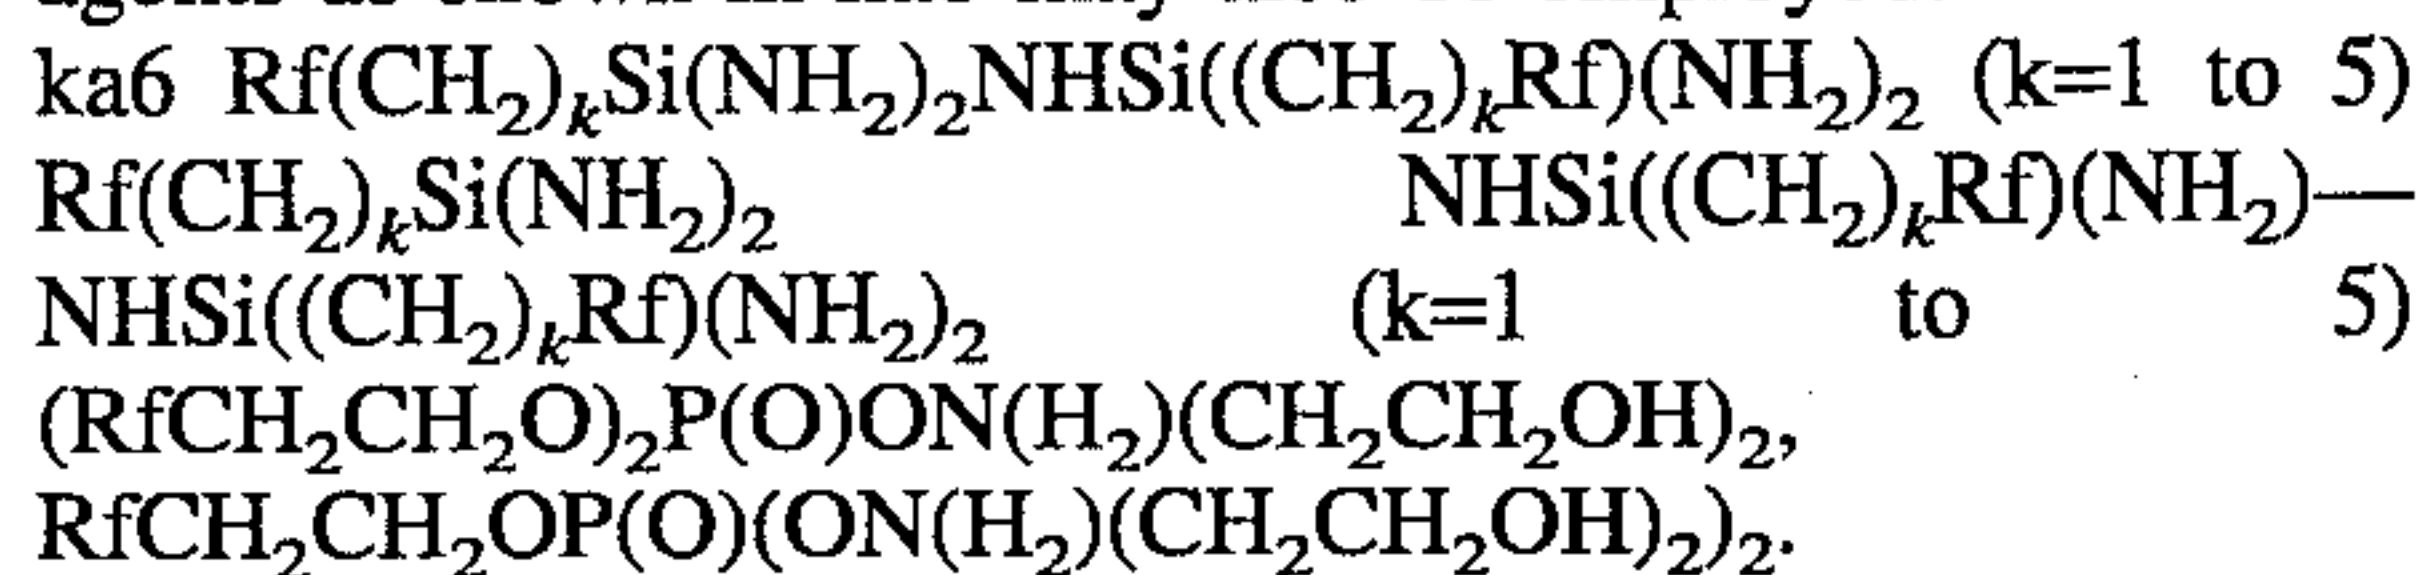 ka6 Rf(CH₂)ₖSi(NH₂)₂NHSi((CH₂)ₖRf)(NH₂)₂ (k=1 to 5)
Rf(CH₂)ₖSi(NH₂)₂ NHSi((CH₂)ₖRf)(NH₂)—
NHSi((CH₂)ₖRf)(NH₂)₂ (k=1 to 5)
(RfCH₂CH₂O)₂P(O)ON(H₂)(CH₂CH₂OH)₂,
RfCH₂CH₂OP(O)(ON(H₂)(CH₂CH₂OH)₂)₂.